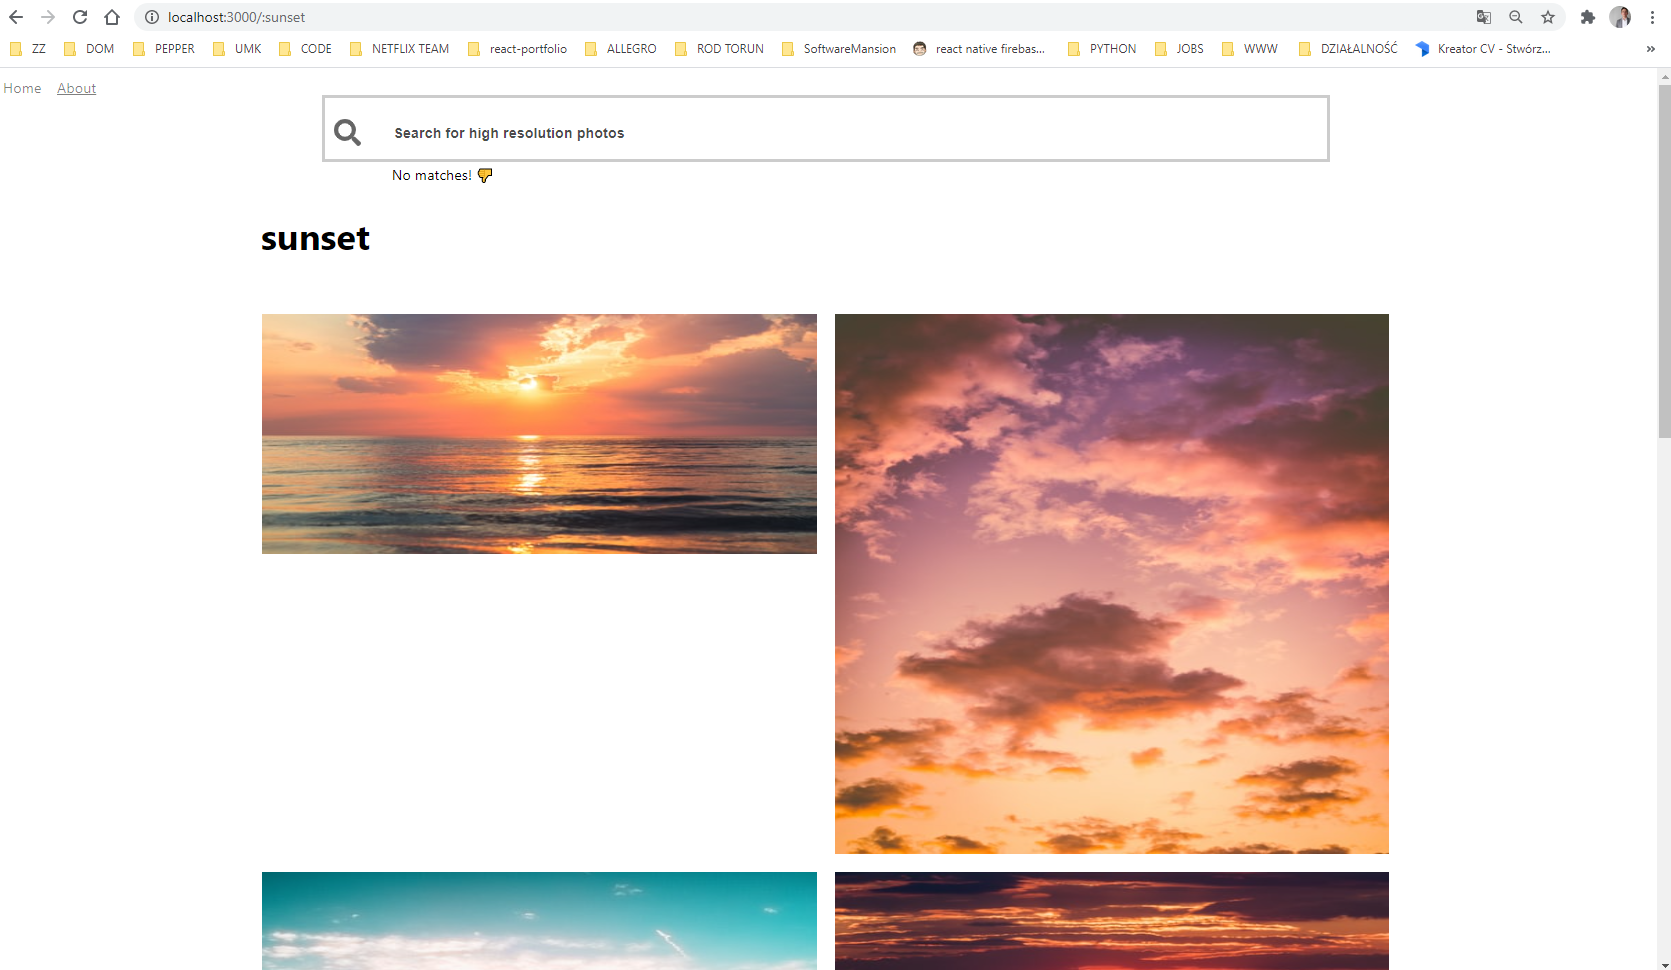 localhost:3000/:sunset
ZZ DOM PEPPER UMK CODE NETFLIX TEAM react-portfolio ALLEGRO ROD TORUN SoftwareMansion react native firebas... PYTHON JOBS WWW DZIAŁALNOŚĆ Kreator CV - Stwórz... »
Home About
Search for high resolution photos
No matches! 👎
sunset